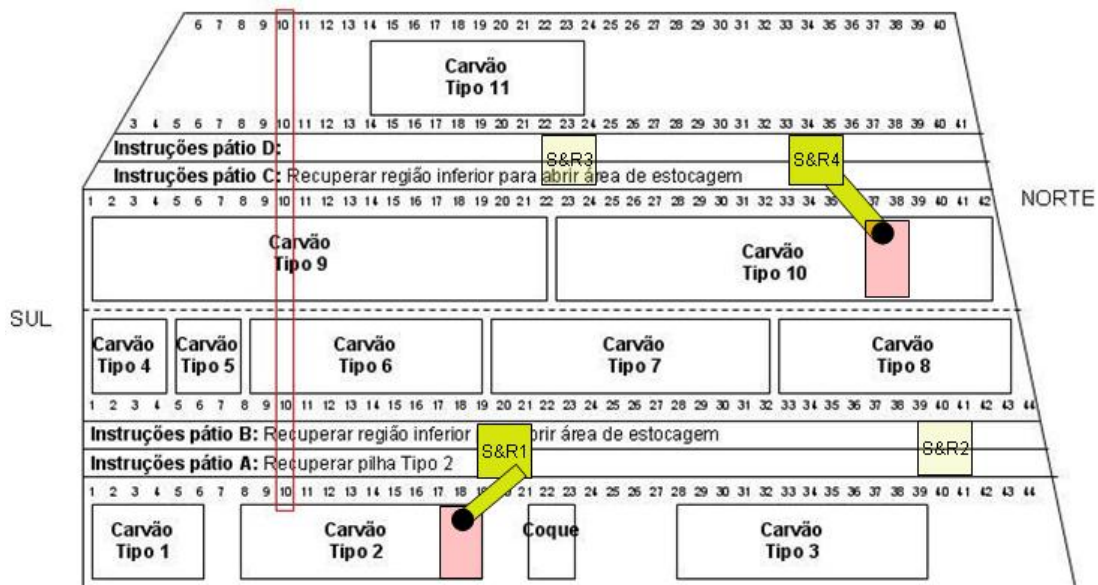 6 7 8 9 10 11 12 13 14 15 16 17 18 19 20 21 22 23 24 25 26 27 28 29 30 31 32 33 34 35 36 37 38 39 40
Carvão
Tipo 11
3 4 5 6 7 8 9 10 11 12 13 14 15 16 17 18 19 20 21 22 23 24 25 26 27 28 29 30 31 32 33 34 35 36 37 38 39 40 41
Instruções pátio D:
S&R3
S&R4
Instruções pátio C: Recuperar região inferior para abrir área de estocagem
NORTE
1 2 3 4 5 6 7 8 9 10 11 12 13 14 15 16 17 18 19 20 21 22 23 24 25 26 27 28 29 30 31 32 33 34 35 36 37 38 39 40 41 42
Carvão
Tipo 9
Carvão
Tipo 10
SUL
Carvão
Tipo 4
Carvão
Tipo 5
Carvão
Tipo 6
Carvão
Tipo 7
Carvão
Tipo 8
1 2 3 4 5 6 7 8 9 10 11 12 13 14 15 16 17 18 19 20 21 22 23 24 25 26 27 28 29 30 31 32 33 34 35 36 37 38 39 40 41 42 43 44
Instruções pátio B: Recuperar região inferior brir área de estocagem
S&R1
S&R2
Instruções pátio A: Recuperar pilha Tipo 2
1 2 3 4 5 6 7 8 9 10 11 12 13 14 15 16 17 18 19 20 21 22 23 24 25 26 27 28 29 30 31 32 33 34 35 36 37 38 39 40 41 42 43 44
Carvão
Tipo 1
Carvão
Tipo 2
Coque
Carvão
Tipo 3